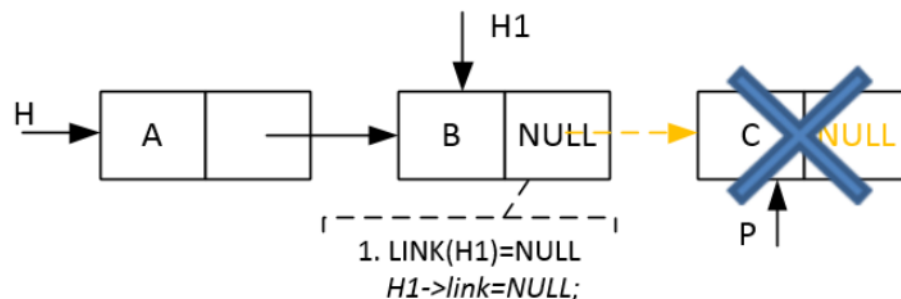 H1
H
A
B
NULL
C
NULL
P
1. LINK(H1)=NULL
H1->link=NULL;